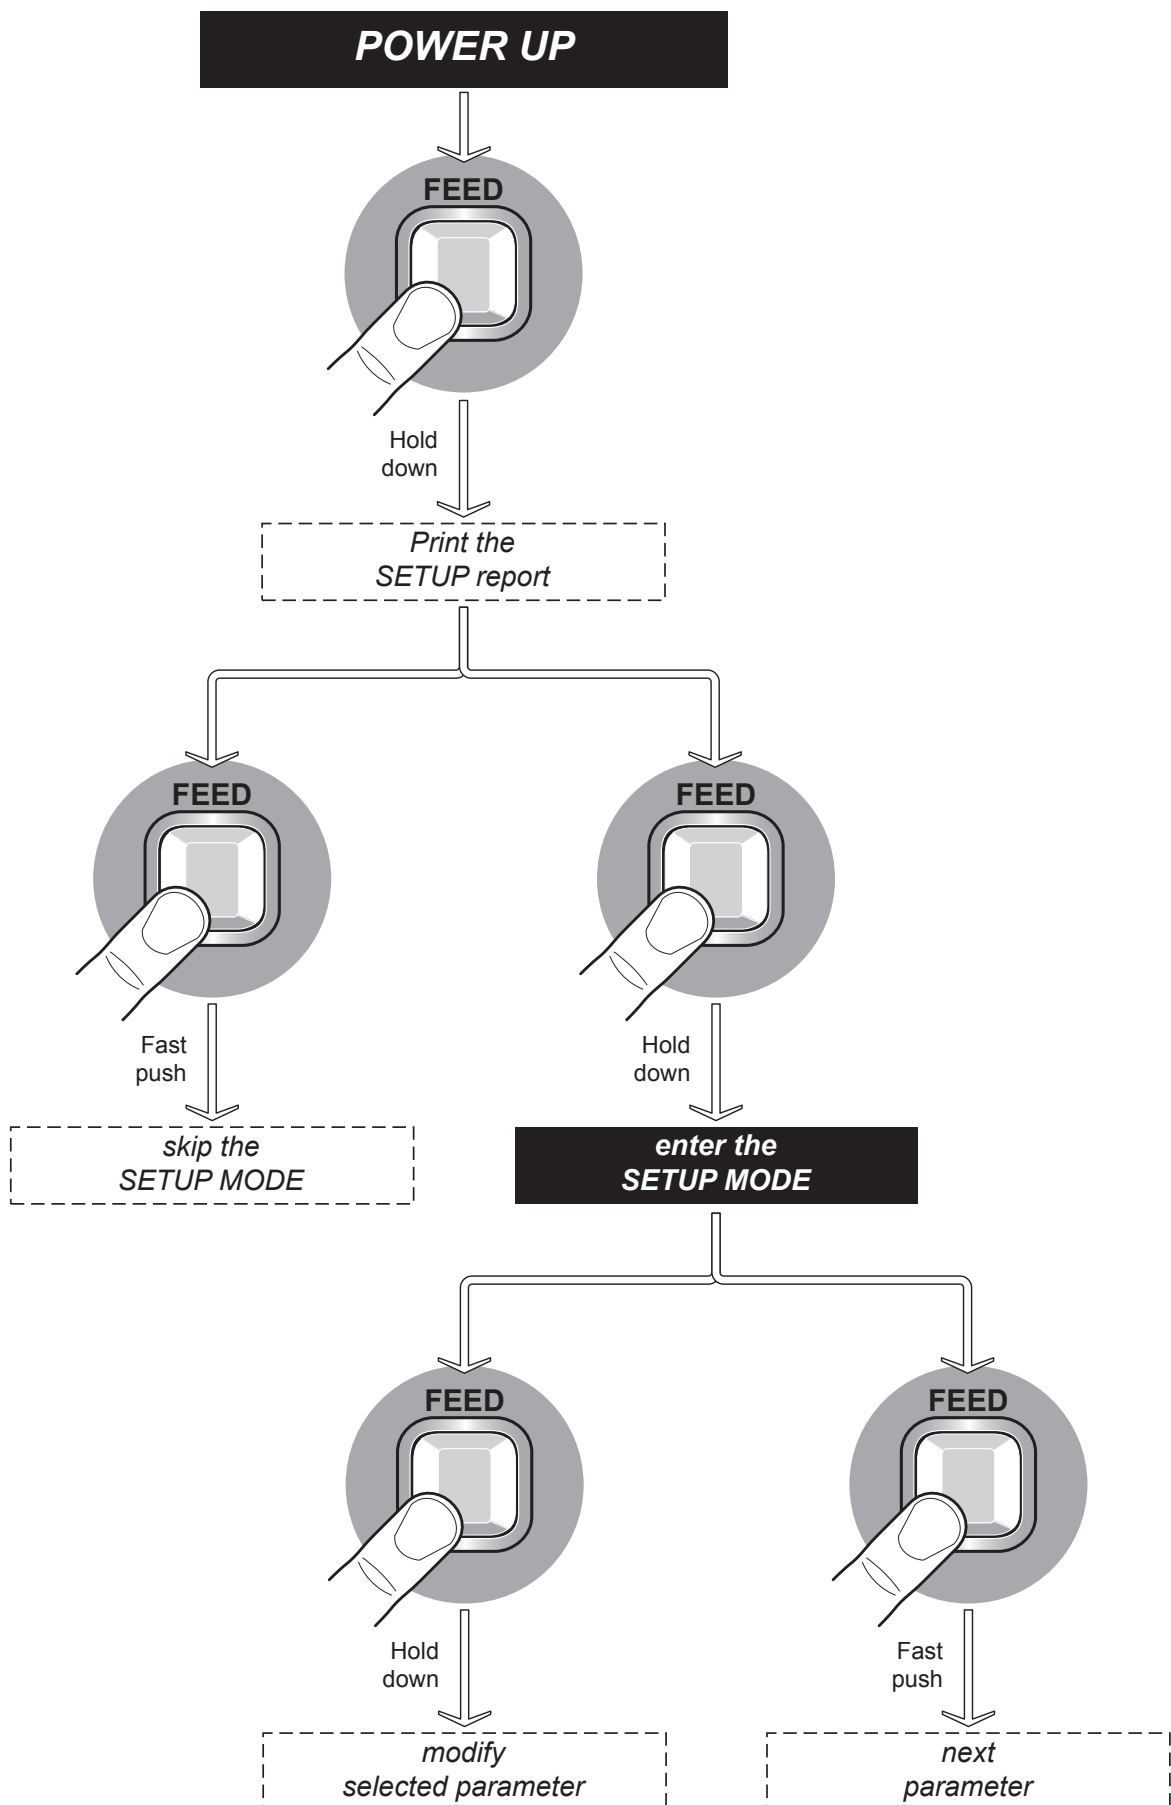 POWER UP
FEED
Hold
down
Print the
SETUP report
FEED
Fast
push
skip the
SETUP MODE
FEED
Hold
down
enter the
SETUP MODE
FEED
Hold
down
modify
selected parameter
FEED
Fast
push
next
parameter